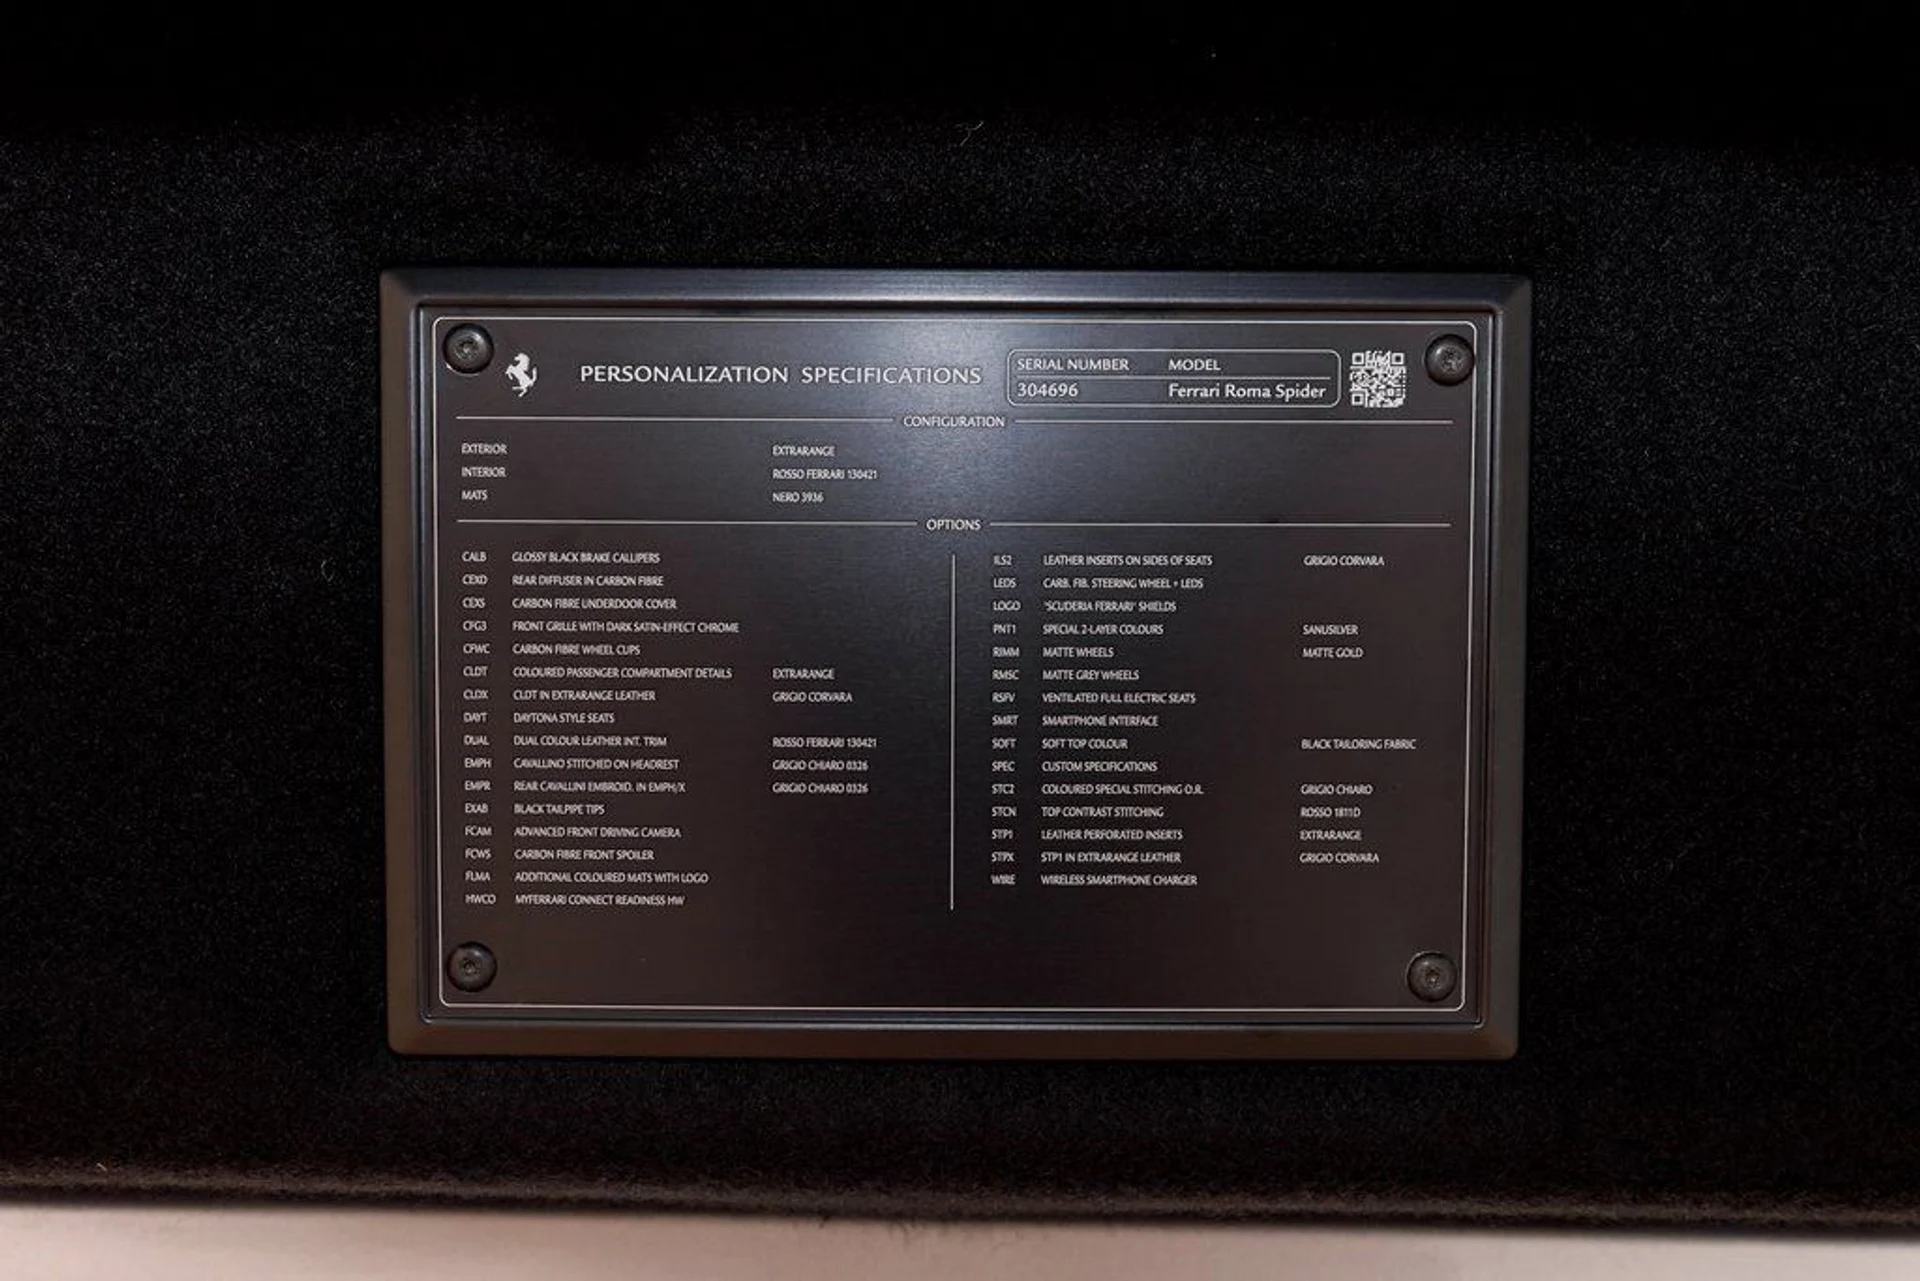 PERSONALIZATION SPECIFICATIONS
SERIAL NUMBER MODEL
304696 Ferrari Roma Spider
CONFIGURATION
EXTERIOR EXTRARANGE
INTERIOR ROSSO FERRARI 130421
MATS NERO 3936
OPTIONS
CALB GLOSSY BLACK BRAKE CALLIPERS
CEXD REAR DIFFUSER IN CARBON FIBRE
CEXS CARBON FIBRE UNDERDOOR COVER
CFG3 FRONT GRILLE WITH DARK SATIN-EFFECT CHROME
CFWC CARBON FIBRE WHEEL CUPS
CLDT COLOURED PASSENGER COMPARTMENT DETAILS EXTRARANGE
CLDX CLDT IN EXTRARANGE LEATHER GRIGIO CORVARA
DAYT DAYTONA STYLE SEATS
DUAL DUAL COLOUR LEATHER INT. TRIM ROSSO FERRARI 130421
EMPH CAVALLINO STITCHED ON HEADREST GRIGIO CHIARO 0326
EMPR REAR CAVALLINI EMBROID. IN EMPH/X GRIGIO CHIARO 0326
EXAB BLACK TAILPIPE TIPS
FCAM ADVANCED FRONT DRIVING CAMERA
FCWS CARBON FIBRE FRONT SPOILER
FLMA ADDITIONAL COLOURED MATS WITH LOGO
HWCO MYFERRARI CONNECT READINESS HW
ILS2 LEATHER INSERTS ON SIDES OF SEATS GRIGIO CORVARA
LEDS CARB. FIB. STEERING WHEEL + LEDS
LOGO 'SCUDERIA FERRARI' SHIELDS
PNT1 SPECIAL 2-LAYER COLOURS SANUSILVER
RIMM MATTE WHEELS MATTE GOLD
RMSC MATTE GREY WHEELS
RSFV VENTILATED FULL ELECTRIC SEATS
SMRT SMARTPHONE INTERFACE
SOFT SOFT TOP COLOUR BLACK TAILORING FABRIC
SPEC CUSTOM SPECIFICATIONS
STC2 COLOURED SPECIAL STITCHING O.R. GRIGIO CHIARO
STCN TOP CONTRAST STITCHING ROSSO 1811D
STP1 LEATHER PERFORATED INSERTS EXTRARANGE
STPX STP1 IN EXTRARANGE LEATHER GRIGIO CORVARA
WIRE WIRELESS SMARTPHONE CHARGER